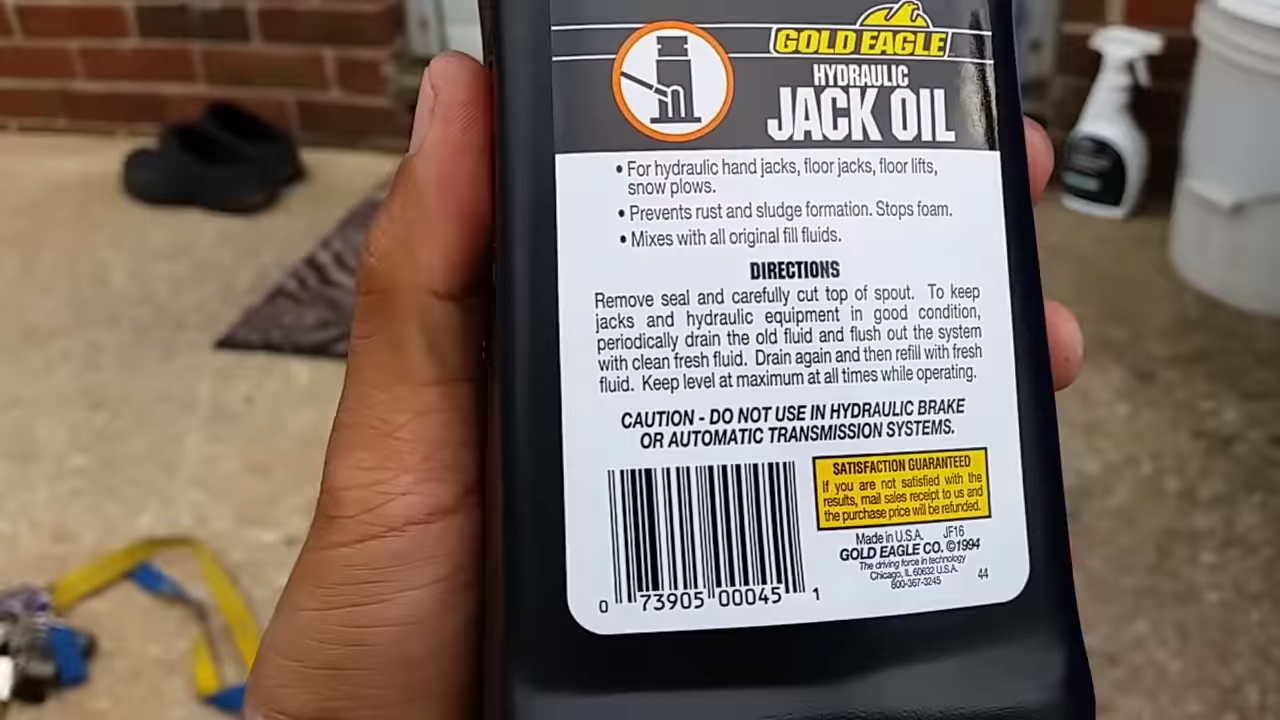 GOLD EAGLE
HYDRAULIC
JACK OIL
• For hydraulic hand jacks, floor jacks, floor lifts,
snow plows.
• Prevents rust and sludge formation. Stops foam.
• Mixes with all original fill fluids.
DIRECTIONS
Remove seal and carefully cut top of spout. To keep
jacks and hydraulic equipment in good condition,
periodically drain the old fluid and flush out the system
with clean fresh fluid. Drain again and then refill with fresh
fluid. Keep level at maximum at all times while operating.
CAUTION - DO NOT USE IN HYDRAULIC BRAKE
OR AUTOMATIC TRANSMISSION SYSTEMS.
SATISFACTION GUARANTEED
If you are not satisfied with the
results, mail sales receipt to us and
the purchase price will be refunded.
Made in U.S.A. JF16
GOLD EAGLE CO. ©1994
The driving force in technology
Chicago, IL 60632 U.S.A.
800-367-3245
44
0 73905 00045 1